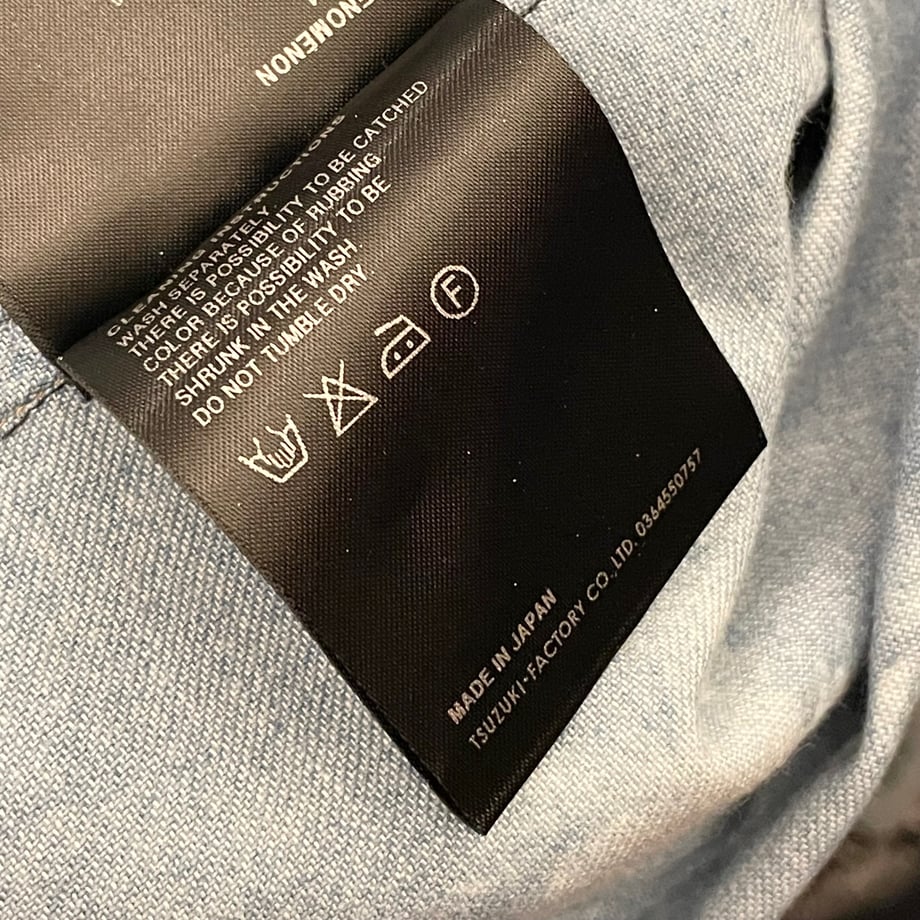 ENOMENON
CLEANING INSTRUCTIONS
WASH SEPARATELY.
THERE IS POSSIBILITY TO BE CATCHED
COLOR BECAUSE OF RUBBING
THERE IS POSSIBILITY TO BE
SHRUNK IN THE WASH
DO NOT TUMBLE DRY
F
MADE IN JAPAN
TSUZUKI-FACTORY CO.,LTD. 0364550757